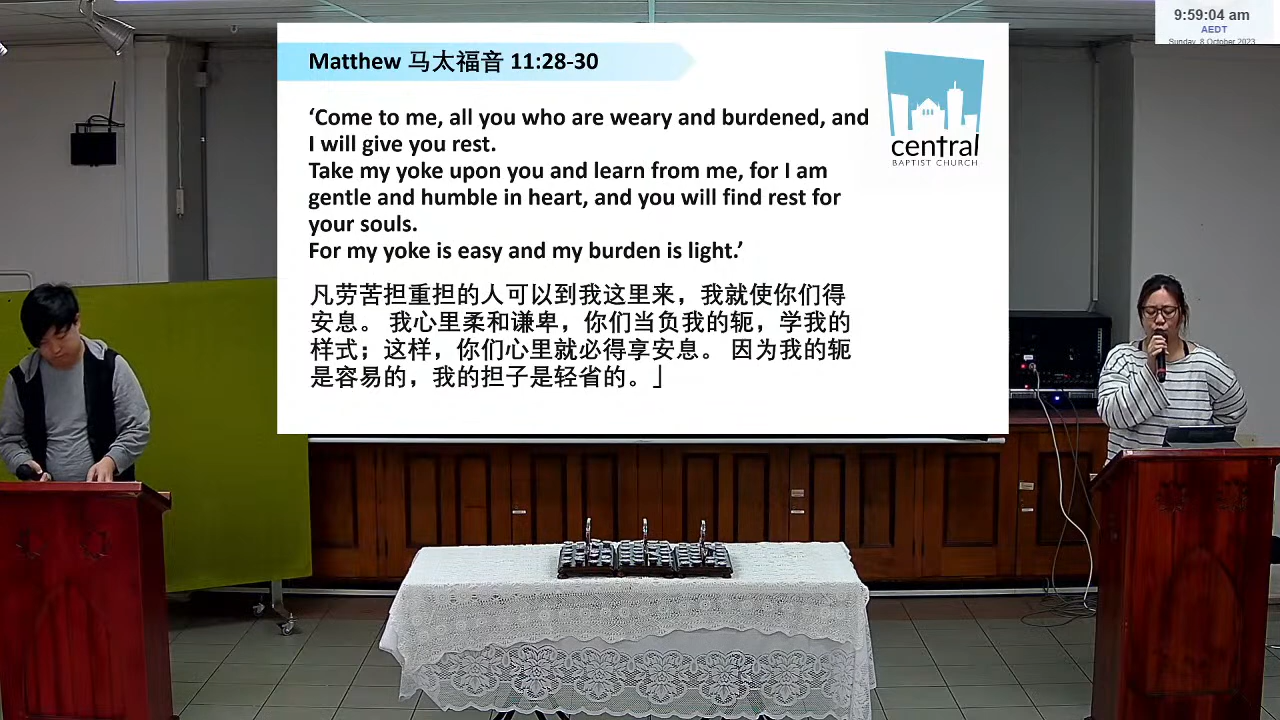 9:59:04 am
AEDT
Sunday, 8 October 2023
Matthew 马太福音 11:28-30
‘Come to me, all you who are weary and burdened, and
I will give you rest.
Take my yoke upon you and learn from me, for I am
gentle and humble in heart, and you will find rest for
your souls.
For my yoke is easy and my burden is light.’
凡劳苦担重担的人可以到我这里来，我就使你们得
安息。 我心里柔和谦卑，你们当负我的轭，学我的
样式；这样，你们心里就必得享安息。 因为我的轭
是容易的，我的担子是轻省的。」
central
BAPTIST CHURCH